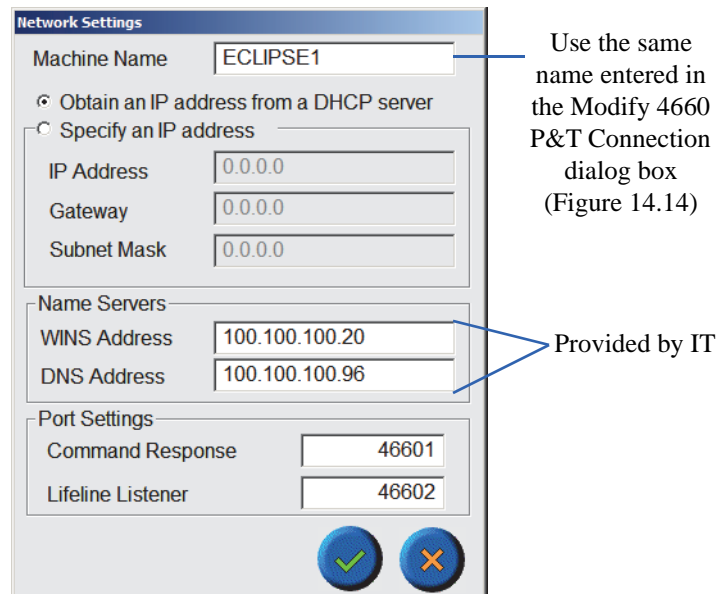 Network Settings
Machine Name ECLIPSE1
Obtain an IP address from a DHCP server
Specify an IP address
IP Address 0.0.0.0
Gateway 0.0.0.0
Subnet Mask 0.0.0.0
Name Servers
WINS Address 100.100.100.20
DNS Address 100.100.100.96
Port Settings
Command Response 46601
Lifeline Listener 46602
Use the same
name entered in
the Modify 4660
P&T Connection
dialog box
(Figure 14.14)
Provided by IT